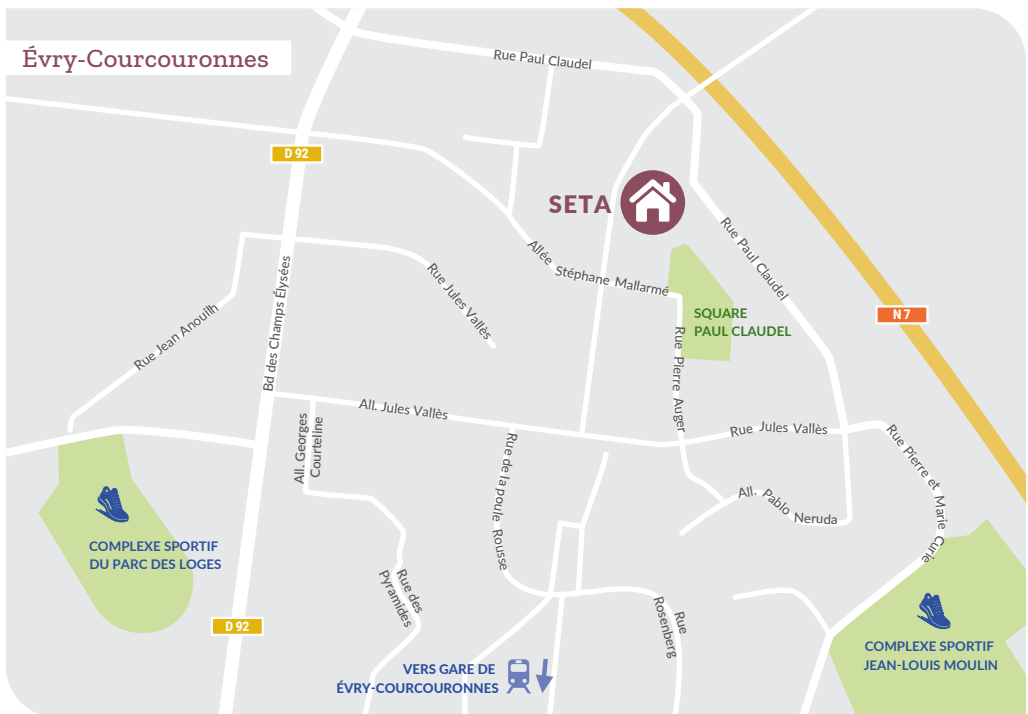 Évry-Courcouronnes
Rue Paul Claudel
D 92
SETA
Allée Stéphane Mallarmé
Rue Paul Claudel
Rue Jules Vallès
Bd des Champs Élysées
Rue Jean Anouilh
N 7
SQUARE
PAUL CLAUDEL
Rue Pierre Auger
All. Jules Vallès
All. Georges
Courteline
Rue de la poule Rousse
Rue Jules Vallès
Rue Pierre et Marie Curie
All. Pablo Neruda
COMPLEXE SPORTIF
DU PARC DES LOGES
Rue des
Pyramides
Rue
Rosenberg
D 92
VERS GARE DE
ÉVRY-COURCOURONNES
COMPLEXE SPORTIF
JEAN-LOUIS MOULIN